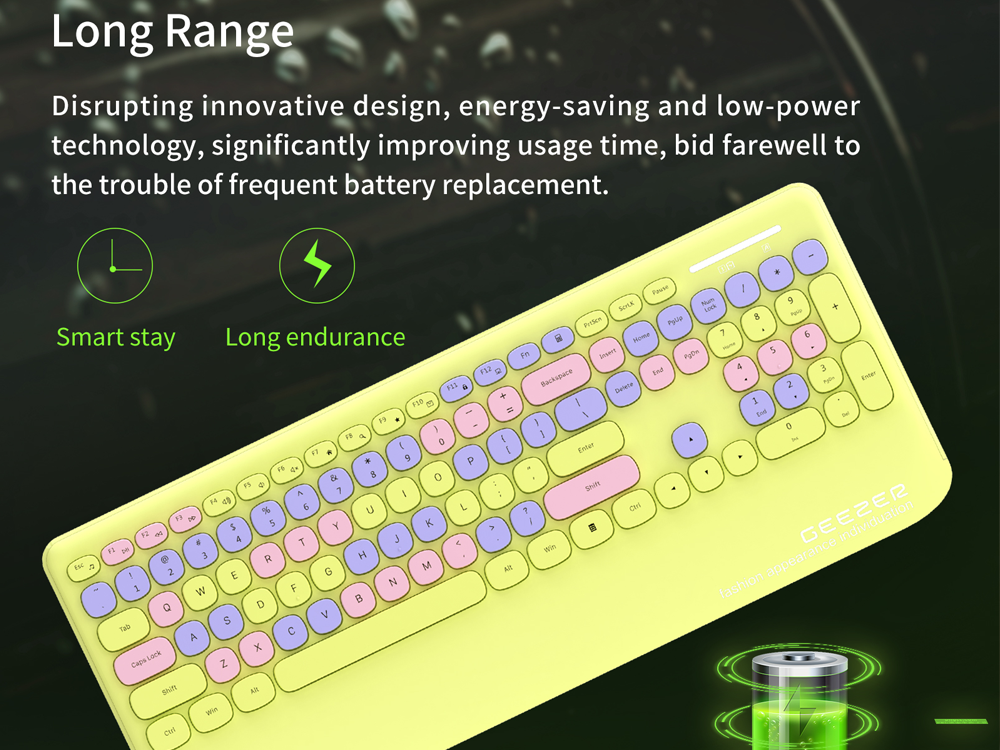 Long Range
Disrupting innovative design, energy-saving and low-power
technology, significantly improving usage time, bid farewell to
the trouble of frequent battery replacement.
Smart stay
Long endurance
Esc F1 F2 F3 F4 F5 F6 F7 F8 F9 F10 F11 F12 Fn PrtScn ScrLK Pause
~ ! 1 @ 2 # 3 $ 4 % 5 ^ 6 & 7 * 8 ( 9 ) 0 _ - + = Backspace Insert Home PgUp Num Lock / * -
Tab Q W E R T Y U I O P { [ } ] | \ Delete End PgDn 7 Home 8 9 PgUp +
Caps Lock A S D F G H J K L : ; " ' Enter 4 5 6
Shift Z X C V B N M < , > . ? / Shift 1 End 2 3 PgDn Enter
Ctrl Win Alt Alt Win Ctrl 0 Ins . Del
GEEZER
fashion appearance individuation